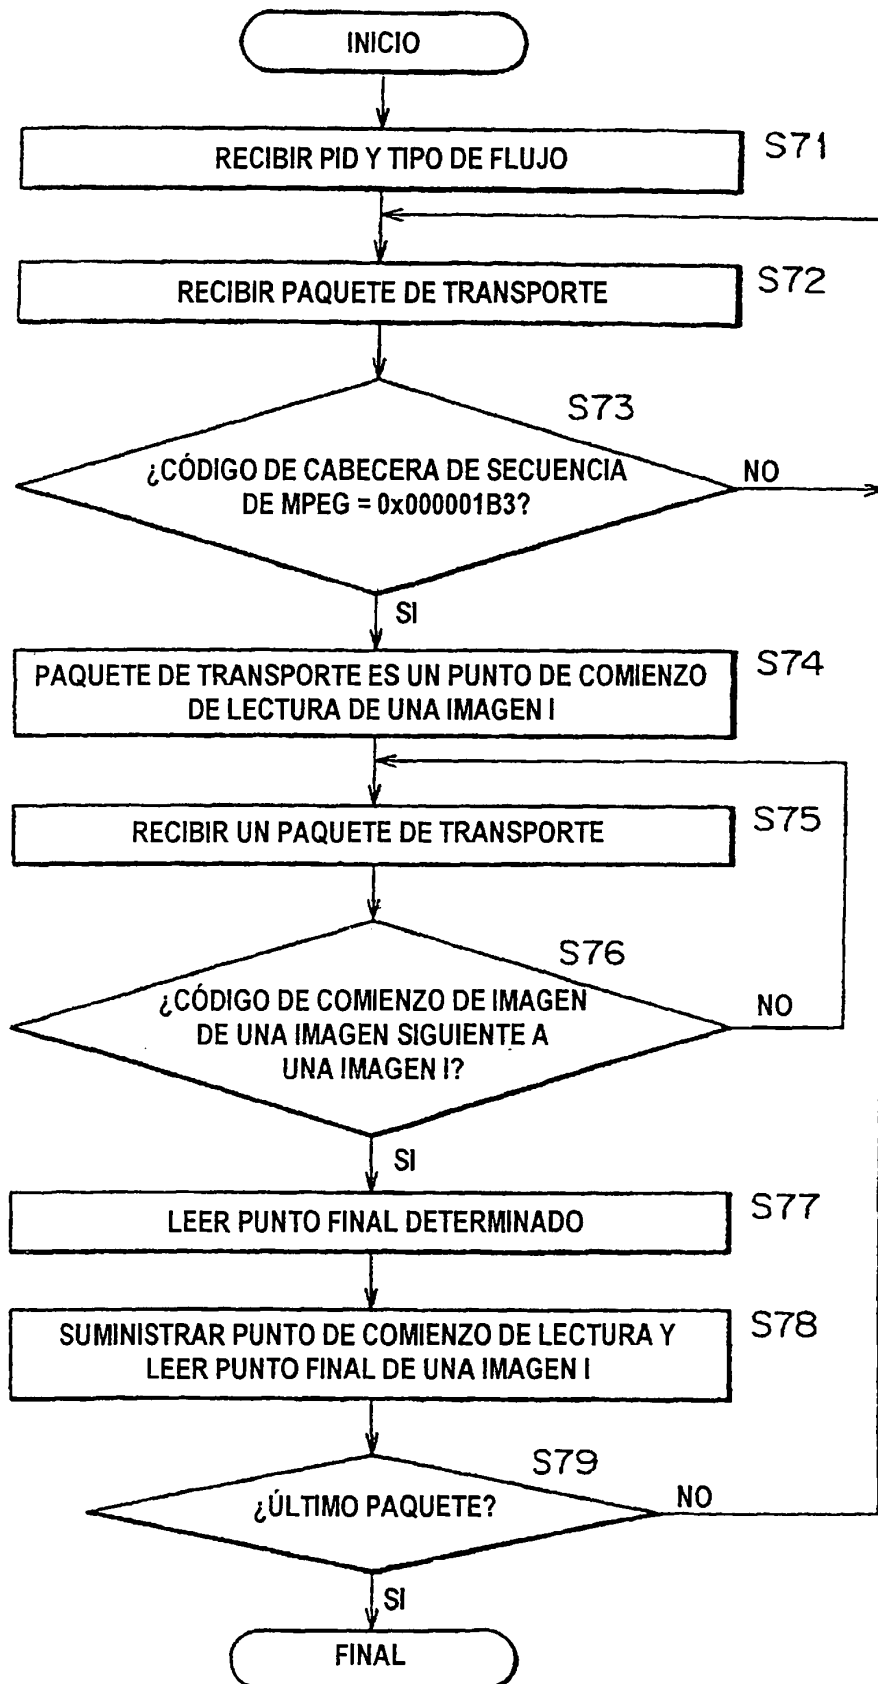 INICIO
RECIBIR PID Y TIPO DE FLUJO
S71
RECIBIR PAQUETE DE TRANSPORTE
S72
S73
¿CÓDIGO DE CABECERA DE SECUENCIA
DE MPEG = 0x000001B3?
NO
SI
PAQUETE DE TRANSPORTE ES UN PUNTO DE COMIENZO
DE LECTURA DE UNA IMAGEN I
S74
RECIBIR UN PAQUETE DE TRANSPORTE
S75
S76
¿CÓDIGO DE COMIENZO DE IMAGEN
DE UNA IMAGEN SIGUIENTE A
UNA IMAGEN I?
NO
SI
LEER PUNTO FINAL DETERMINADO
S77
SUMINISTRAR PUNTO DE COMIENZO DE LECTURA Y
LEER PUNTO FINAL DE UNA IMAGEN I
S78
S79
¿ÚLTIMO PAQUETE?
NO
SI
FINAL